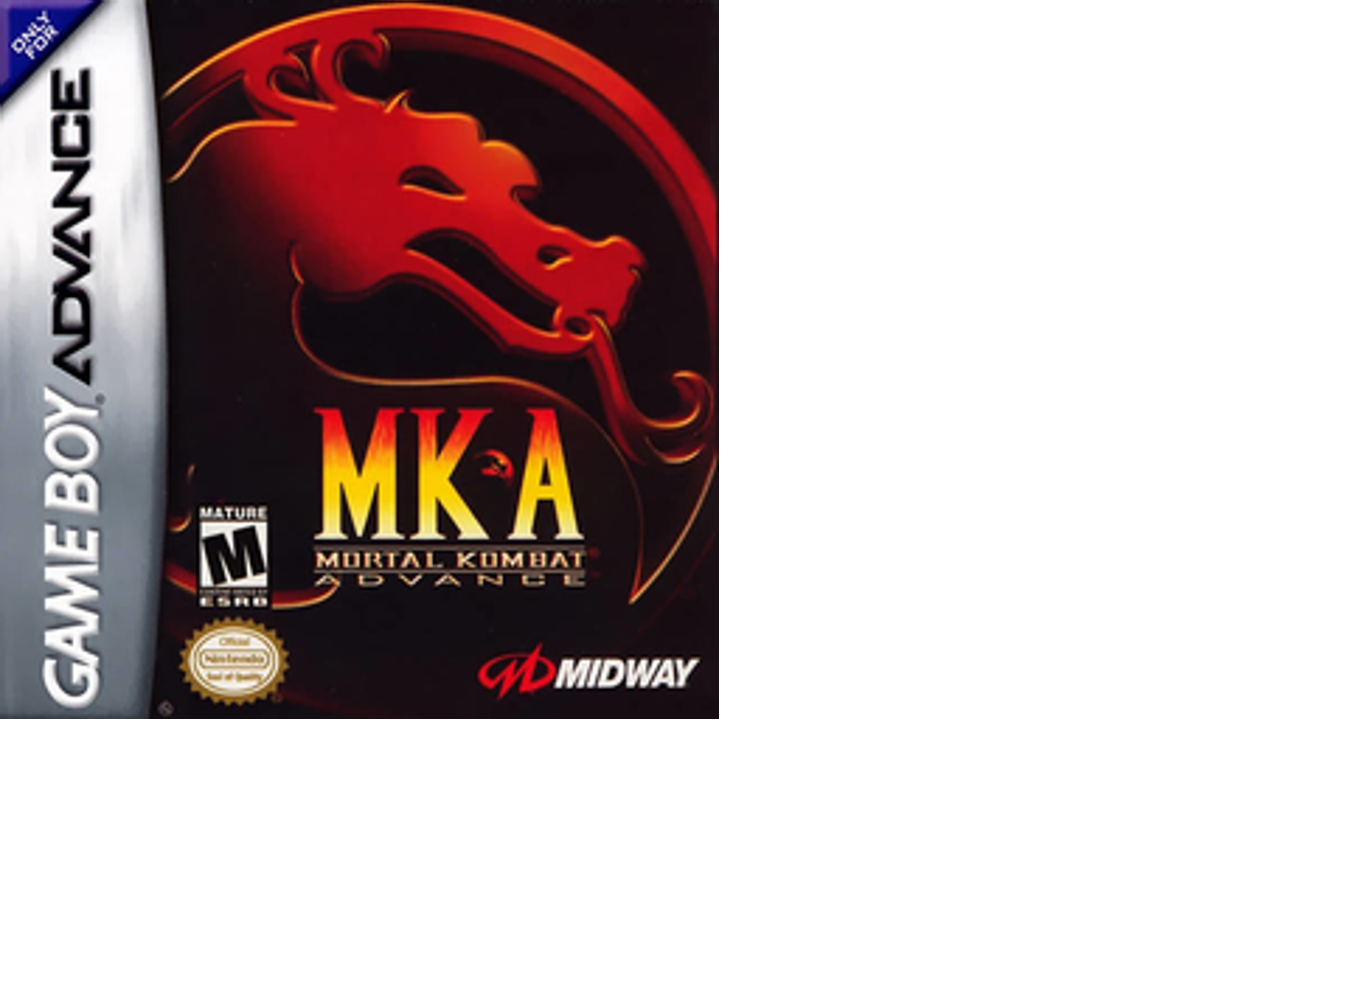 ONLY
FOR
GAME BOY ADVANCE
MK·A
MORTAL KOMBAT
ADVANCE
MATURE
M
ESRB
Official
Nintendo
Seal of Quality
MIDWAY